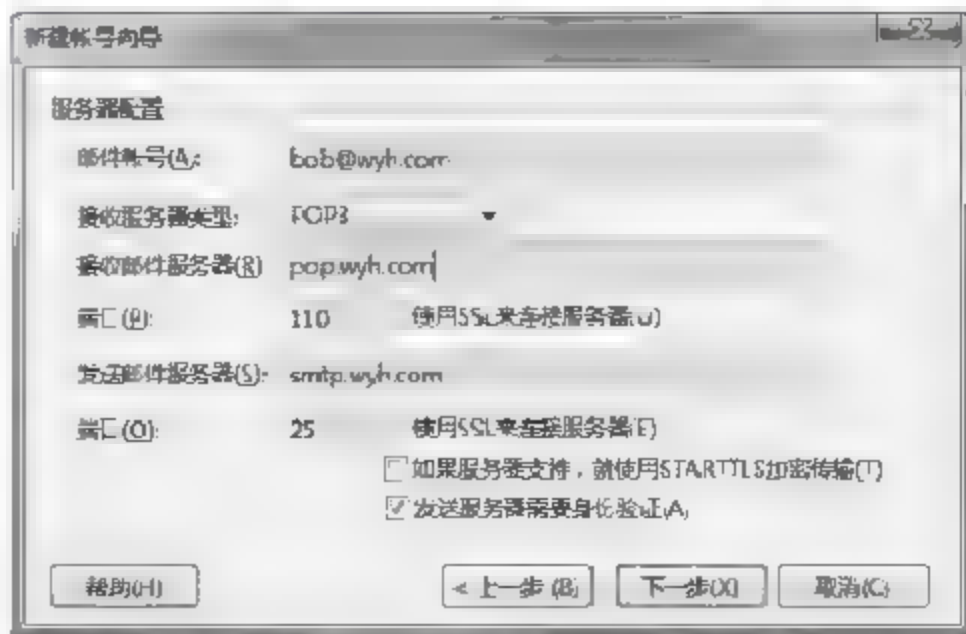 新建帐号向导
服务器配置
邮件帐号(A): bob@wyh.com
接收服务器类型: POP3
接收邮件服务器(R) pop.wyh.com
端口(P): 110 使用SSL来连接服务器(U)
发送邮件服务器(S): smtp.wyh.com
端口(O): 25 使用SSL来连接服务器(E)
如果服务器支持，就使用STARTTLS加密传输(T)
发送服务器需要身份验证(A)
帮助(H) < 上一步 (B) 下一步(X) 取消(C)